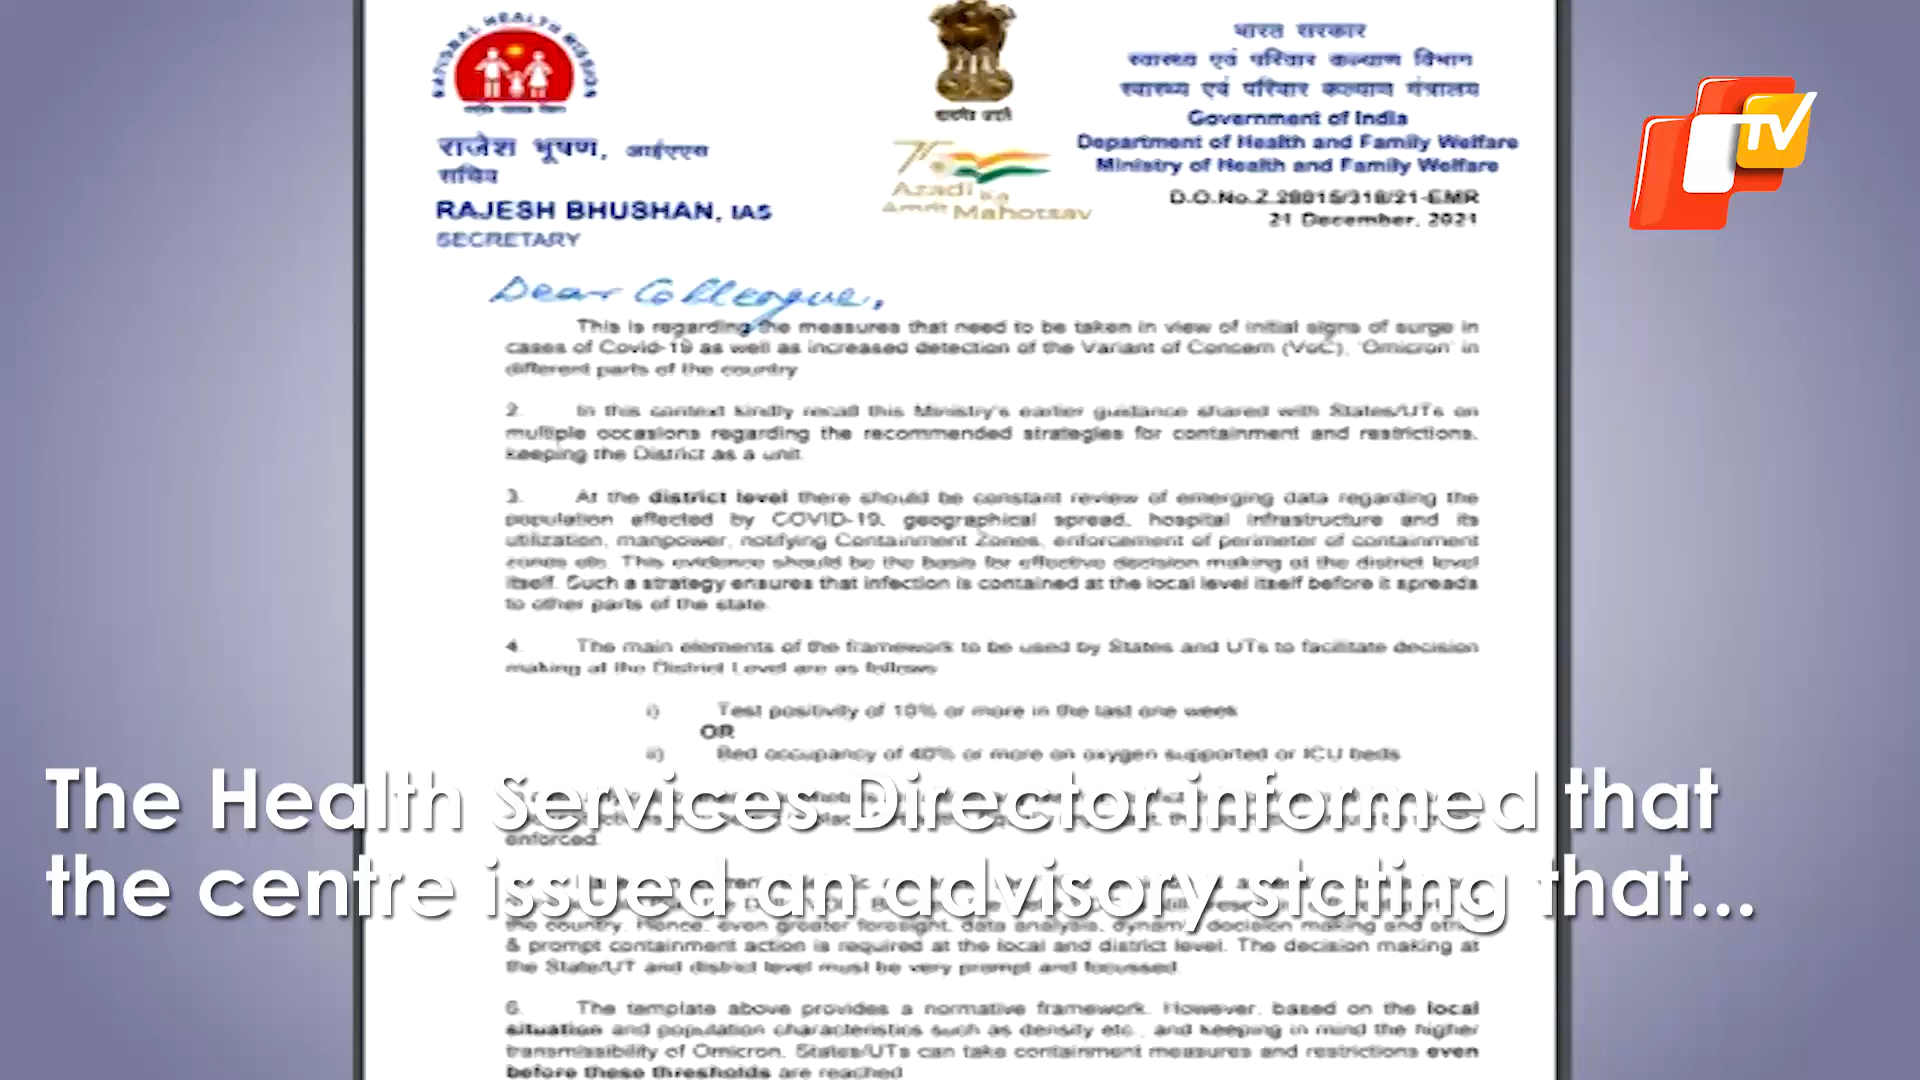 NATIONAL HEALTH MISSION
राजेश भूषण, आईएएस
सचिव
RAJESH BHUSHAN, IAS
SECRETARY
Azadi Ka
Amrit Mahotsav
भारत सरकार
स्वास्थ्य एवं परिवार कल्याण विभाग
स्वास्थ्य एवं परिवार कल्याण मंत्रालय
Government of India
Department of Health and Family Welfare
Ministry of Health and Family Welfare
D.O.No.Z.28015/318/21-EMR
21 December, 2021
TV
Dear Colleague,
This is regarding the measures that need to be taken in view of initial signs of surge in
cases of Covid-19 as well as increased detection of the Variant of Concern (VoC), 'Omicron' in
different parts of the country
2. In this context kindly recall this Ministry's earlier guidance shared with States/UTs on
multiple occasions regarding the recommended strategies for containment and restrictions,
keeping the District as a unit.
3. At the district level there should be constant review of emerging data regarding the
population affected by COVID-19, geographical spread, hospital infrastructure and its
utilization, manpower, notifying Containment Zones, enforcement of perimeter of containment
zones etc. This evidence should be the basis for effective decision making at the district level
itself. Such a strategy ensures that infection is contained at the local level itself before it spreads
to other parts of the state.
4. The main elements of the framework to be used by States and UTs to facilitate decision
making at the District Level are as follows
i) Test positivity of 10% or more in the last one week
OR
ii) Bed occupancy of 40% or more on oxygen supported or ICU beds
The Health Services Director informed that
enforced.
the centre issued an advisory stating that...
the country. Hence, even greater foresight, data analysis, dynamic decision making and strict
& prompt containment action is required at the local and district level. The decision making at
the State/UT and district level must be very prompt and focussed.
6. The template above provides a normative framework. However, based on the local
situation and population characteristics such as density etc., and keeping in mind the higher
transmissibility of Omicron, States/UTs can take containment measures and restrictions even
before these thresholds are reached